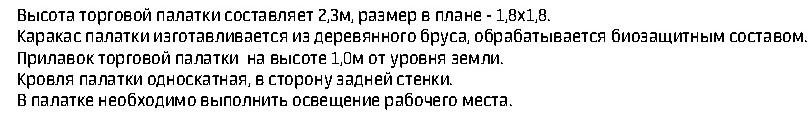 Высота торговой палатки составляет 2,3м, размер в плане - 1,8х1,8.
Каракас палатки изготавливается из деревянного бруса, обрабатывается биозащитным составом.
Прилавок торговой палатки  на высоте 1,0м от уровня земли.
Кровля палатки односкатная, в сторону задней стенки.
В палатке необходимо выполнить освещение рабочего места.